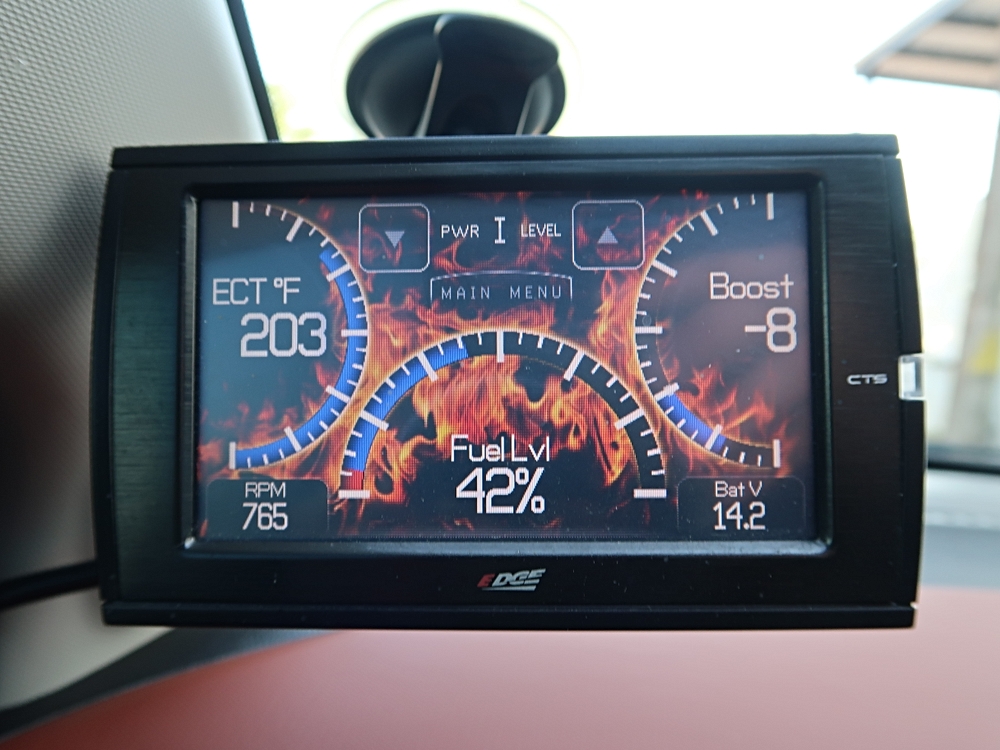 PWR I LEVEL
MAIN MENU
ECT °F
203
Boost
-8
Fuel Lvl
42%
RPM
765
Bat V
14.2
CTS
EDGE